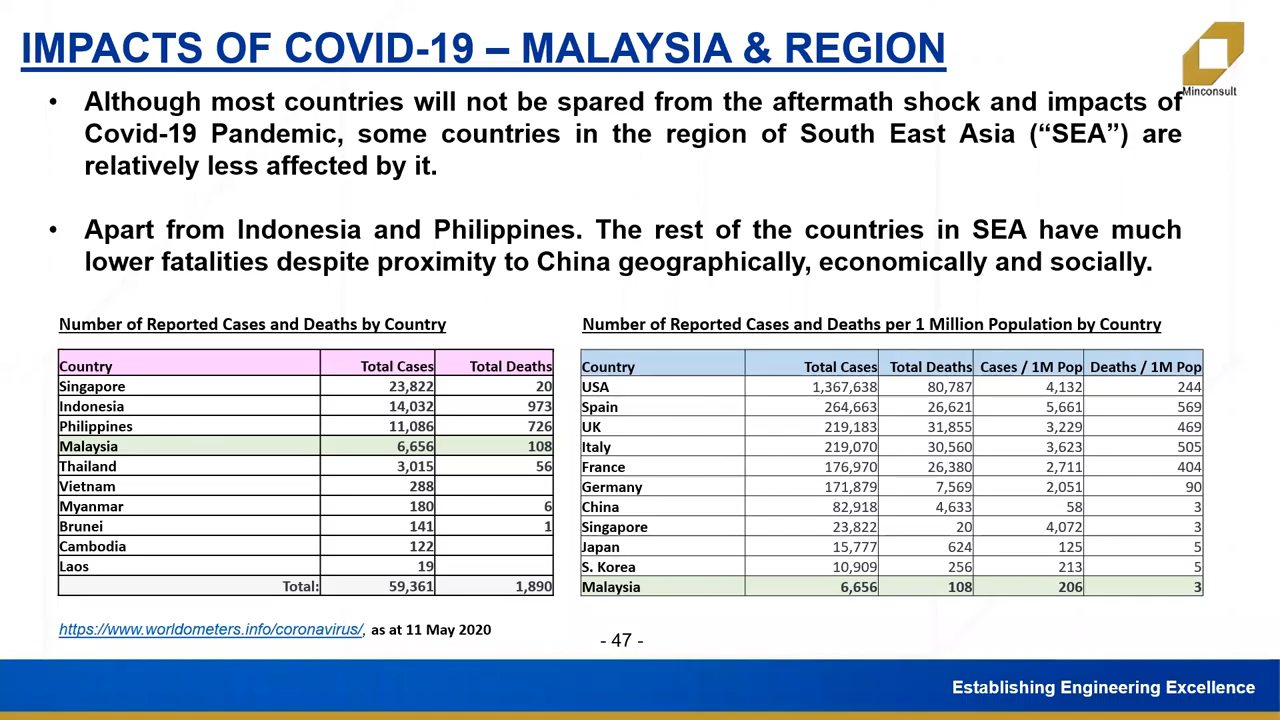 IMPACTS OF COVID-19 – MALAYSIA & REGION
Minconsult
• Although most countries will not be spared from the aftermath shock and impacts of
Covid-19 Pandemic, some countries in the region of South East Asia (“SEA”) are
relatively less affected by it.
• Apart from Indonesia and Philippines. The rest of the countries in SEA have much
lower fatalities despite proximity to China geographically, economically and socially.
Number of Reported Cases and Deaths by Country
Country Total Cases Total Deaths
Singapore 23,822 20
Indonesia 14,032 973
Philippines 11,086 726
Malaysia 6,656 108
Thailand 3,015 56
Vietnam 288
Myanmar 180 6
Brunei 141 1
Cambodia 122
Laos 19
Total: 59,361 1,890
https://www.worldometers.info/coronavirus/, as at 11 May 2020
Number of Reported Cases and Deaths per 1 Million Population by Country
Country Total Cases Total Deaths Cases / 1M Pop Deaths / 1M Pop
USA 1,367,638 80,787 4,132 244
Spain 264,663 26,621 5,661 569
UK 219,183 31,855 3,229 469
Italy 219,070 30,560 3,623 505
France 176,970 26,380 2,711 404
Germany 171,879 7,569 2,051 90
China 82,918 4,633 58 3
Singapore 23,822 20 4,072 3
Japan 15,777 624 125 5
S. Korea 10,909 256 213 5
Malaysia 6,656 108 206 3
- 47 -
Establishing Engineering Excellence